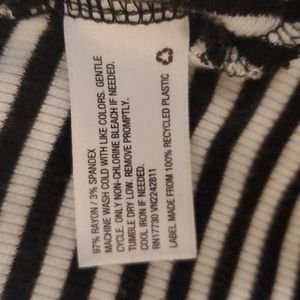 97% RAYON / 3% SPANDEX
MACHINE WASH COLD WITH LIKE COLORS. GENTLE
CYCLE. ONLY NON-CHLORINE BLEACH IF NEEDED.
TUMBLE DRY LOW. REMOVE PROMPTLY.
COOL IRON IF NEEDED.
RN17730 VN2242811
LABEL MADE FROM 100% RECYCLED PLASTIC